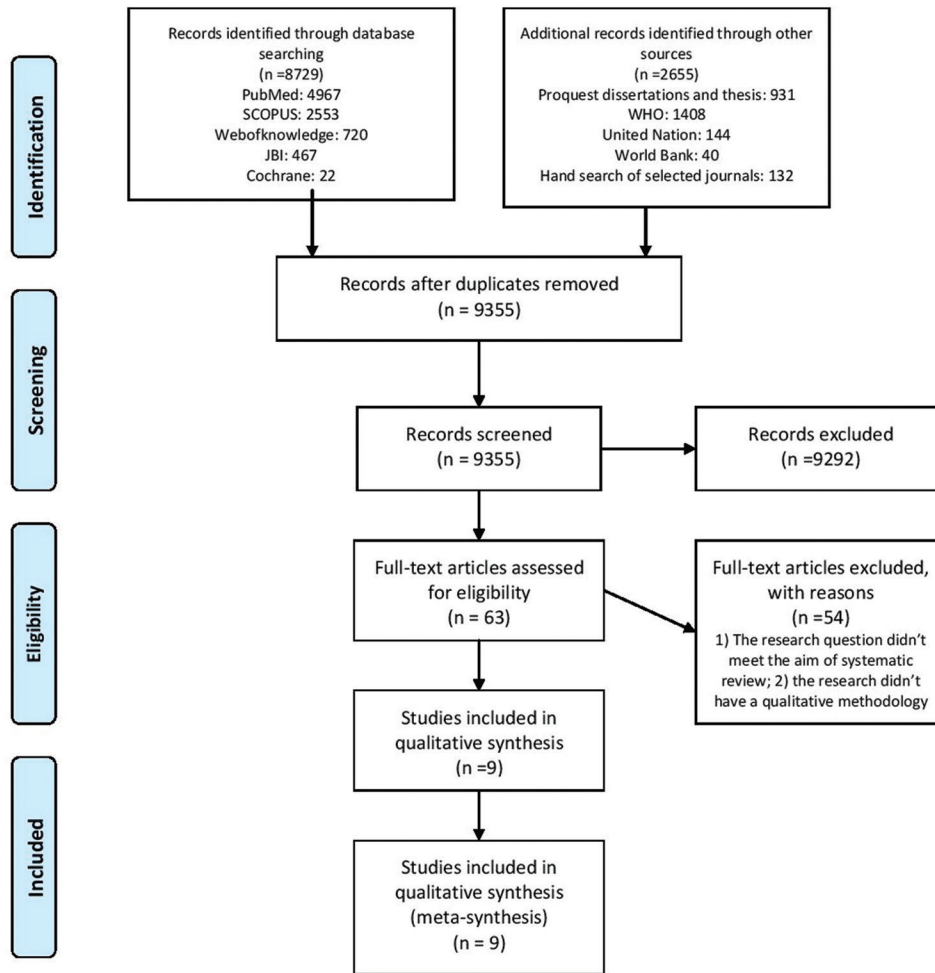 Identification
Records identified through database
searching
(n =8729)
PubMed: 4967
SCOPUS: 2553
Webofknowledge: 720
JBI: 467
Cochrane: 22
Additional records identified through other
sources
(n =2655)
Proquest dissertations and thesis: 931
WHO: 1408
United Nation: 144
World Bank: 40
Hand search of selected journals: 132
Records after duplicates removed
(n = 9355)
Screening
Records screened
(n = 9355)
Records excluded
(n =9292)
Eligibility
Full-text articles assessed
for eligibility
(n = 63)
Full-text articles excluded,
with reasons
(n =54)
1) The research question didn't
meet the aim of systematic
review; 2) the research didn't
have a qualitative methodology
Studies included in
qualitative synthesis
(n =9)
Included
Studies included in
qualitative synthesis
(meta-synthesis)
(n = 9)